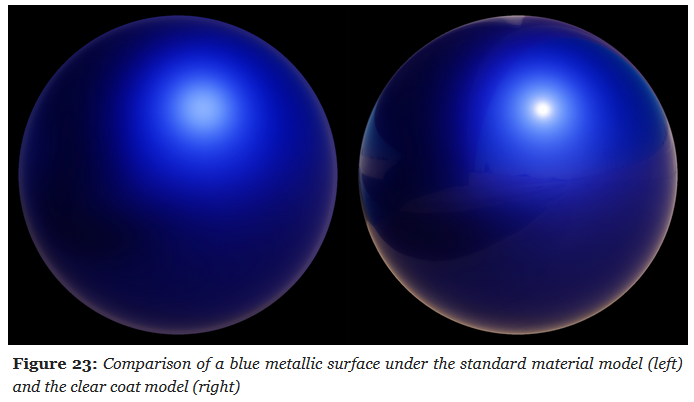 Figure 23: Comparison of a blue metallic surface under the standard material model (left)
and the clear coat model (right)